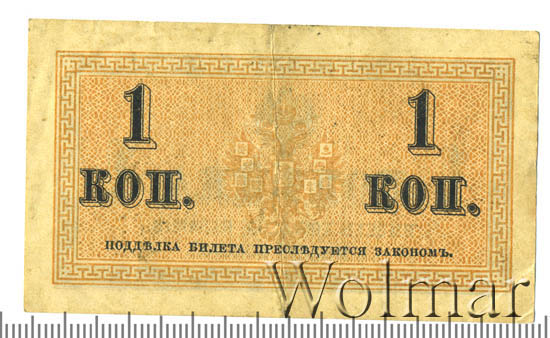 1 1
КОП. КОП.
ПОДДѢЛКА БИЛЕТА ПРЕСЛѢДУЕТСЯ ЗАКОНОМЪ.
Wolmar